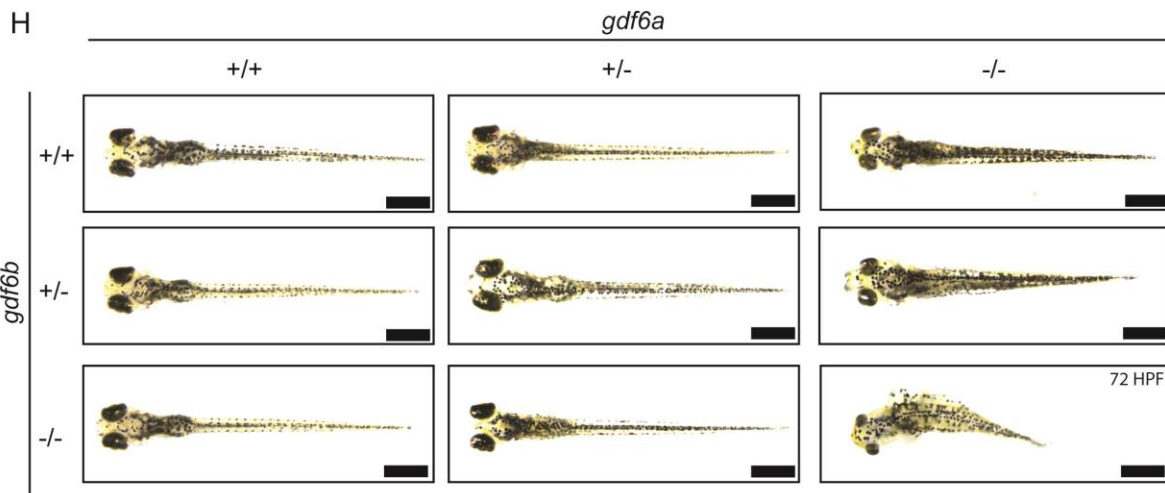 H
gdf6a
+/+ +/- -/-
gdf6b
+/+
+/-
-/-
72 HPF